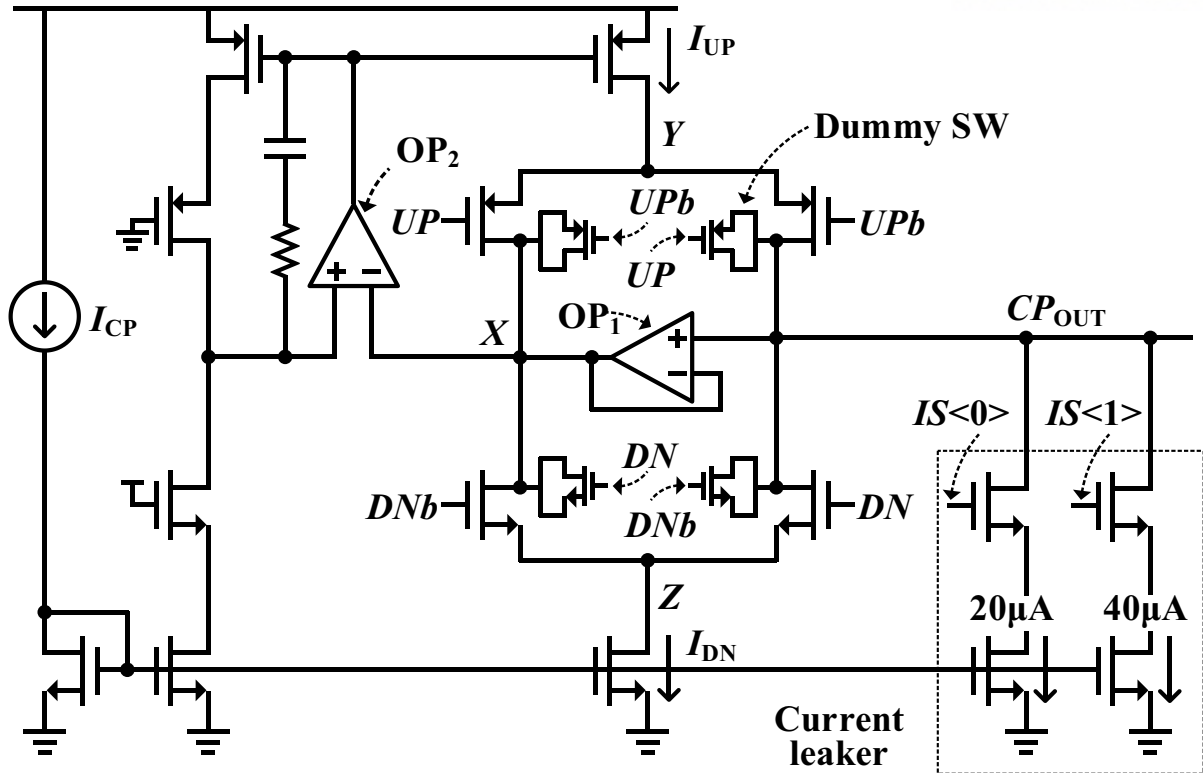 I_UP
Y
Dummy SW
OP_2
UP
UPb
UPb
UP
I_CP
+ −
OP_1
CP_OUT
X
+
−
IS<0>
IS<1>
DN
DNb
DNb
DN
Z
20µA
40µA
I_DN
Current
leaker